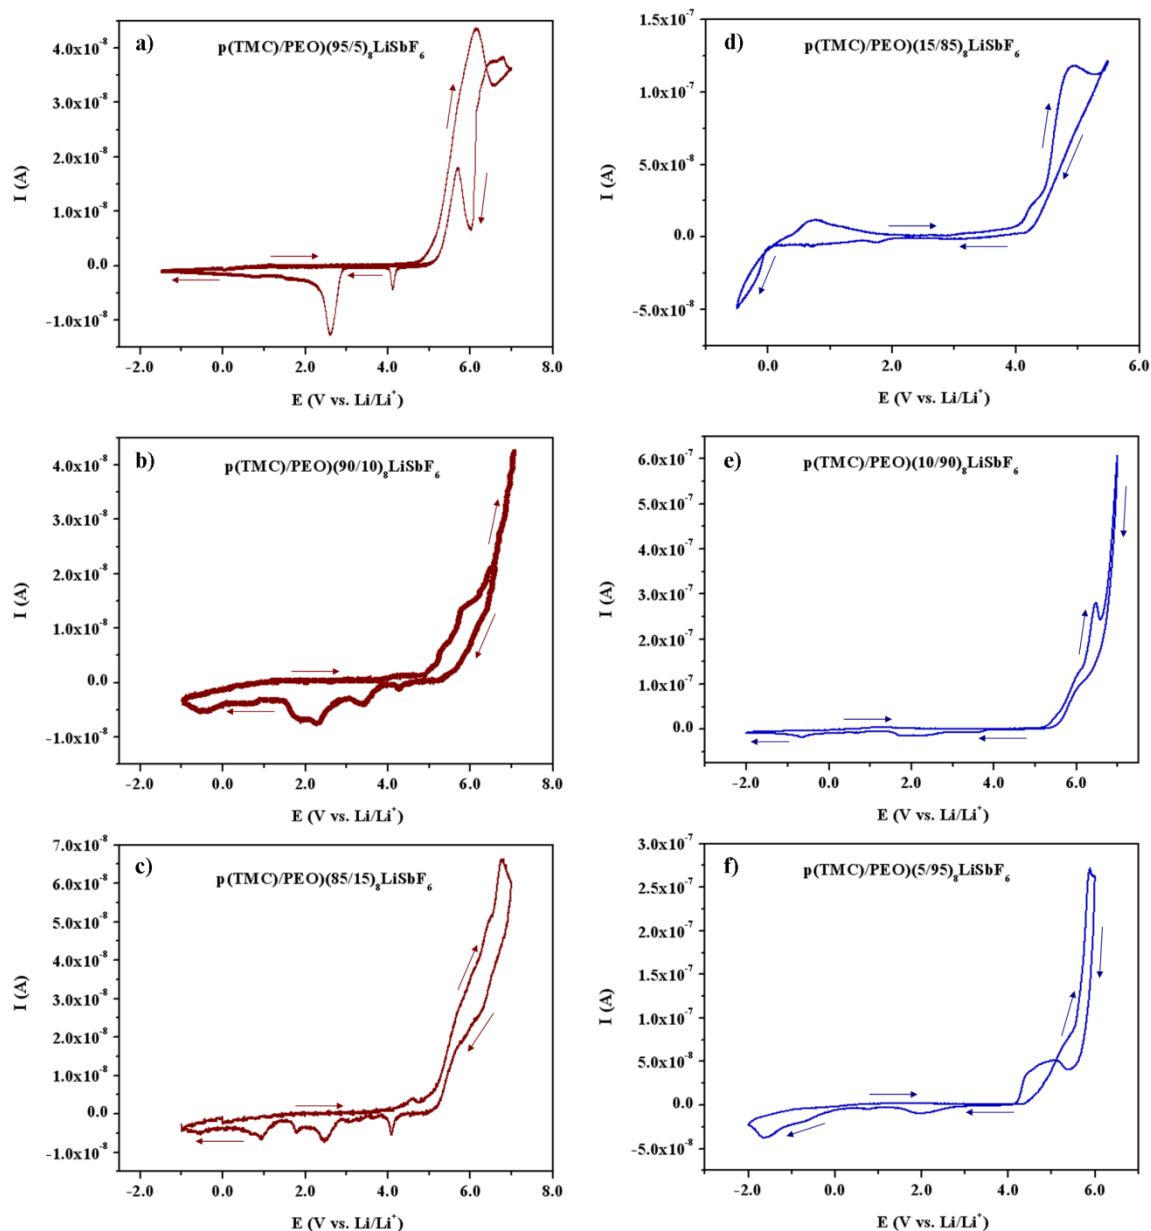 a)
p(TMC)/PEO)(95/5)₈LiSbF₆
4.0x10⁻⁸
3.0x10⁻⁸
2.0x10⁻⁸
1.0x10⁻⁸
0.0
-1.0x10⁻⁸
I (A)
-2.0 0.0 2.0 4.0 6.0 8.0
E (V vs. Li/Li⁺)
d)
p(TMC)/PEO)(15/85)₈LiSbF₆
1.5x10⁻⁷
1.0x10⁻⁷
5.0x10⁻⁸
0.0
-5.0x10⁻⁸
I (A)
0.0 2.0 4.0 6.0
E (V vs. Li/Li⁺)
b)
p(TMC)/PEO)(90/10)₈LiSbF₆
4.0x10⁻⁸
3.0x10⁻⁸
2.0x10⁻⁸
1.0x10⁻⁸
0.0
-1.0x10⁻⁸
I (A)
-2.0 0.0 2.0 4.0 6.0 8.0
E (V vs. Li/Li⁺)
e)
p(TMC)/PEO)(10/90)₈LiSbF₆
6.0x10⁻⁷
5.0x10⁻⁷
4.0x10⁻⁷
3.0x10⁻⁷
2.0x10⁻⁷
1.0x10⁻⁷
0.0
I (A)
-2.0 0.0 2.0 4.0 6.0
E (V vs. Li/Li⁺)
c)
p(TMC)/PEO)(85/15)₈LiSbF₆
7.0x10⁻⁸
6.0x10⁻⁸
5.0x10⁻⁸
4.0x10⁻⁸
3.0x10⁻⁸
2.0x10⁻⁸
1.0x10⁻⁸
0.0
-1.0x10⁻⁸
I (A)
-2.0 0.0 2.0 4.0 6.0 8.0
E (V vs. Li/Li⁺)
f)
p(TMC)/PEO)(5/95)₈LiSbF₆
3.0x10⁻⁷
2.5x10⁻⁷
2.0x10⁻⁷
1.5x10⁻⁷
1.0x10⁻⁷
5.0x10⁻⁸
0.0
-5.0x10⁻⁸
I (A)
-2.0 0.0 2.0 4.0 6.0
E (V vs. Li/Li⁺)